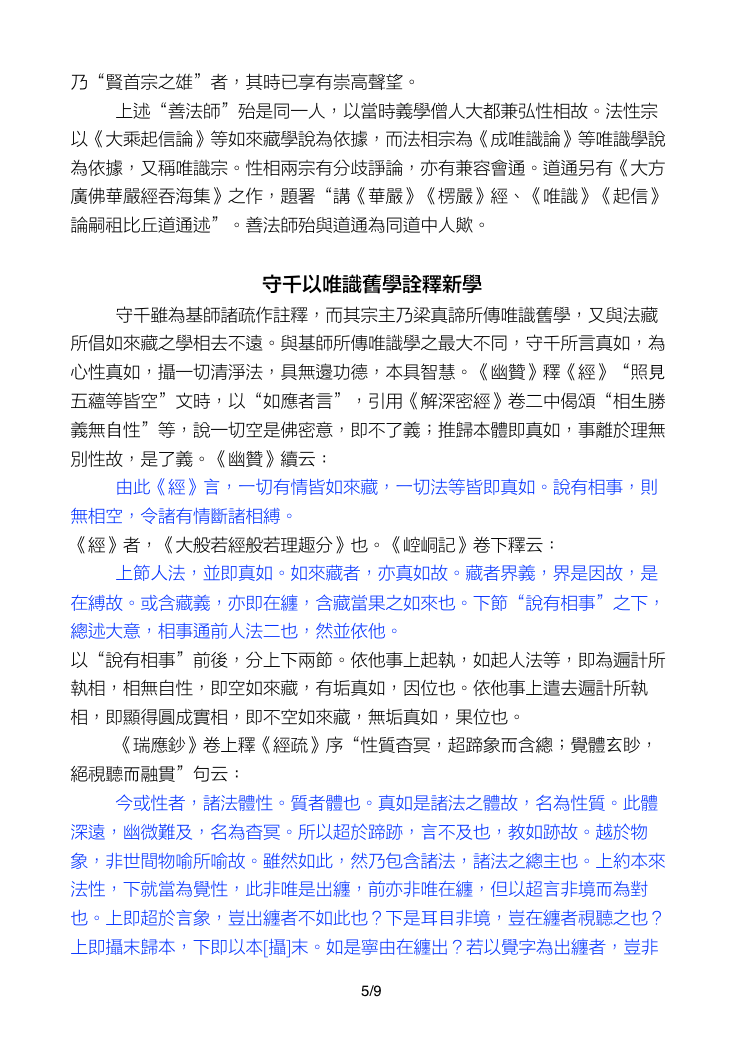 乃“賢首宗之雄”者，其時已享有崇高聲望。
上述“善法師”殆是同一人，以當時義學僧人大都兼弘性相故。法性宗
以《大乘起信論》等如來藏學說為依據，而法相宗為《成唯識論》等唯識學說
為依據，又稱唯識宗。性相兩宗有分歧諍論，亦有兼容會通。道通另有《大方
廣佛華嚴經吞海集》之作，題署“講《華嚴》《楞嚴》經、《唯識》《起信》
論嗣祖比丘道通述”。善法師殆與道通為同道中人歟。
守千以唯識舊學詮釋新學
守千雖為基師諸疏作註釋，而其宗主乃梁真諦所傳唯識舊學，又與法藏
所倡如來藏之學相去不遠。與基師所傳唯識學之最大不同，守千所言真如，為
心性真如，攝一切清淨法，具無邊功德，本具智慧。《幽贊》釋《經》“照見
五蘊等皆空”文時，以“如應者言”，引用《解深密經》卷二中偈頌“相生勝
義無自性”等，說一切空是佛密意，即不了義；推歸本體即真如，事離於理無
別性故，是了義。《幽贊》續云：
由此《經》言，一切有情皆如來藏，一切法等皆即真如。說有相事，則
無相空，令諸有情斷諸相縛。
《經》者，《大般若經般若理趣分》也。《崆峒記》卷下釋云：
上節人法，並即真如。如來藏者，亦真如故。藏者界義，界是因故，是
在縛故。或含藏義，亦即在纏，含藏當果之如來也。下節“說有相事”之下，
總述大意，相事通前人法二也，然並依他。
以“說有相事”前後，分上下兩節。依他事上起執，如起人法等，即為遍計所
執相，相無自性，即空如來藏，有垢真如，因位也。依他事上遣去遍計所執
相，即顯得圓成實相，即不空如來藏，無垢真如，果位也。
《瑞應鈔》卷上釋《經疏》序“性質杳冥，超蹄象而含總；覺體玄眇，
絕視聽而融貫”句云：
今或性者，諸法體性。質者體也。真如是諸法之體故，名為性質。此體
深遠，幽微難及，名為杳冥。所以超於蹄跡，言不及也，教如跡故。越於物
象，非世間物喻所喻故。雖然如此，然乃包含諸法，諸法之總主也。上約本來
法性，下就當為覺性，此非唯是出纏，前亦非唯在纏，但以超言非境而為對
也。上即超於言象，豈出纏者不如此也？下是耳目非境，豈在纏者視聽之也？
上即攝末歸本，下即以本[攝]末。如是寧由在纏出？若以覺字為出纏者，豈非
5/9